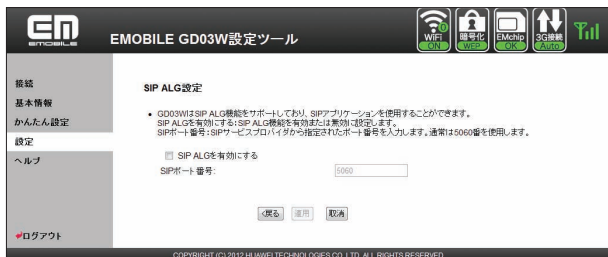 EM
EMOBILE
EMOBILE GD03W設定ツール
WiFi
ON
暗号化
WEP
EMchip
OK
3G接続
Auto
接続
基本情報
かんたん設定
設定
ヘルプ
ログアウト
SIP ALG設定
• GD03WはSIP ALG機能をサポートしており、SIPアプリケーションを使用することができます。
SIP ALGを有効にする:SIP ALG機能を有効または無効に設定します。
SIPポート番号:SIPサービスプロバイダから指定されたポート番号を入力します。通常は5060番を使用します。
SIP ALGを有効にする
SIPポート番号: 5060
<戻る 適用 取消
COPYRIGHT (C) 2012 HUAWEI TECHNOLOGIES CO., LTD. ALL RIGHTS RESERVED.